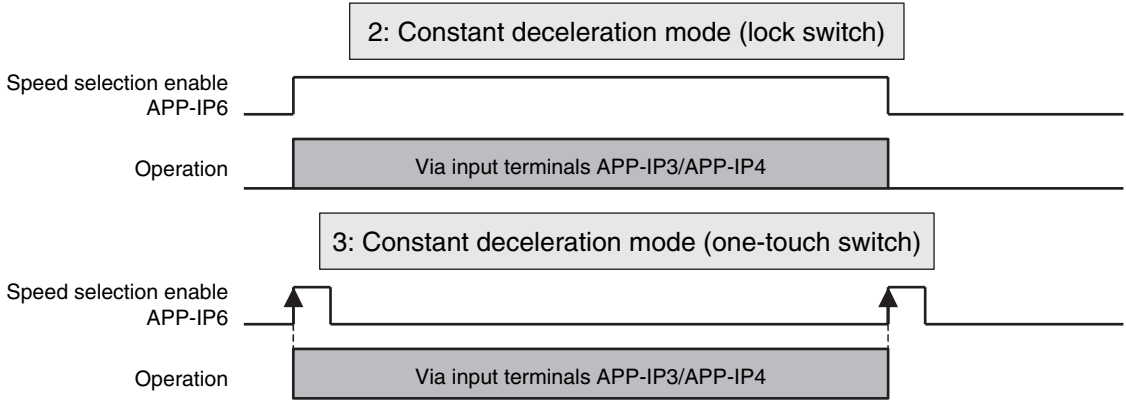 2: Constant deceleration mode (lock switch)
Speed selection enable
APP-IP6
Operation
Via input terminals APP-IP3/APP-IP4
3: Constant deceleration mode (one-touch switch)
Speed selection enable
APP-IP6
Operation
Via input terminals APP-IP3/APP-IP4